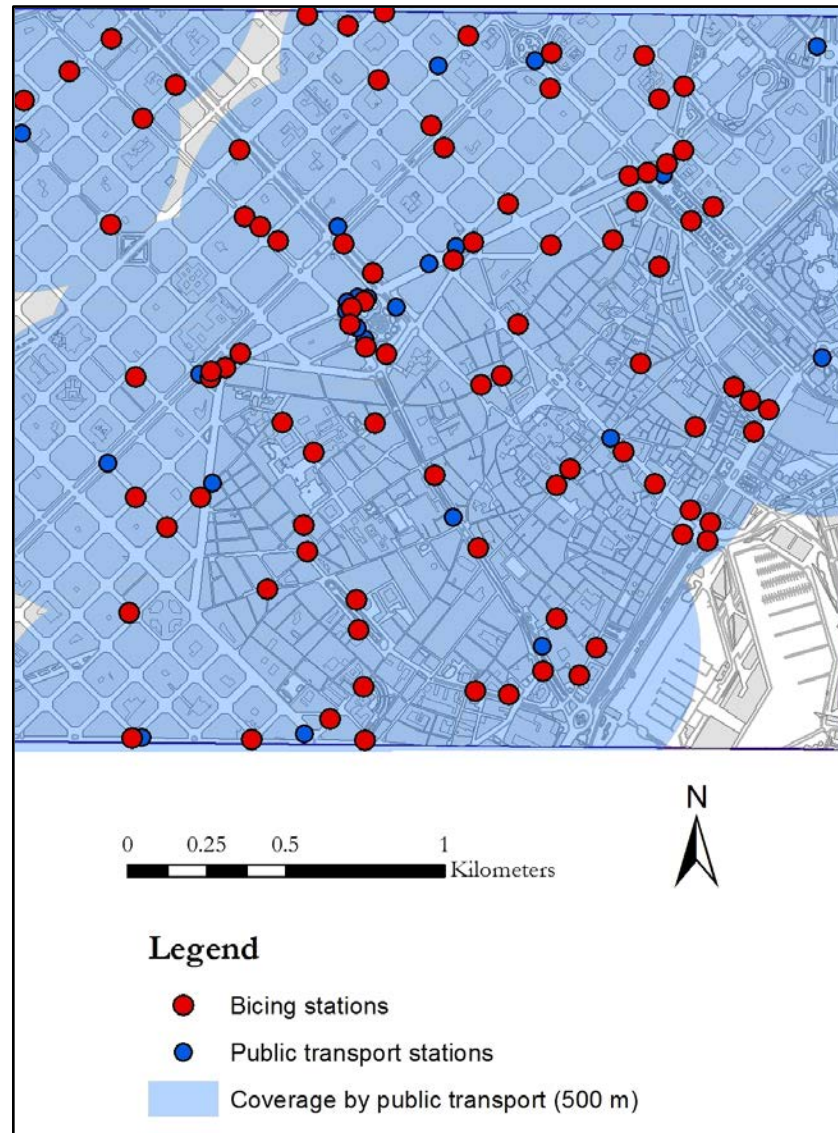 N
0 0.25 0.5 1
Kilometers
Legend
Bicing stations
Public transport stations
Coverage by public transport (500 m)